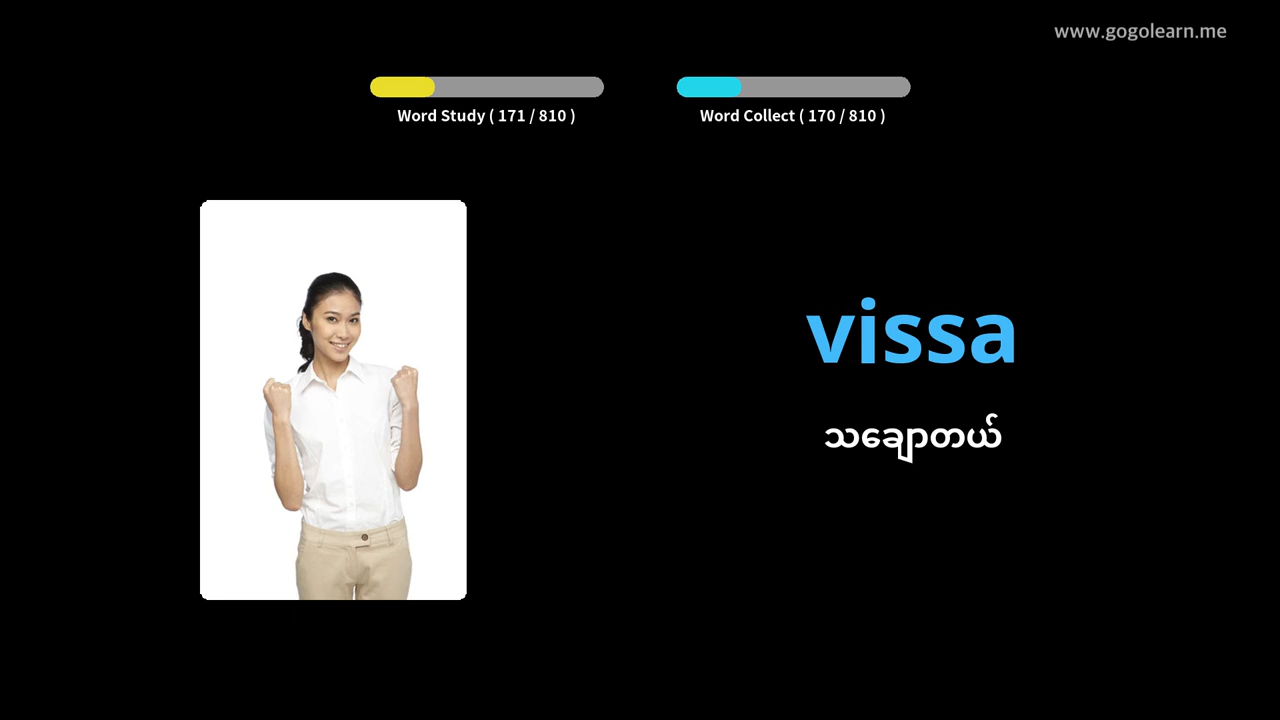 www.gogolearn.me
Word Study ( 171 / 810 )
Word Collect ( 170 / 810 )
vissa
သချောတယ်